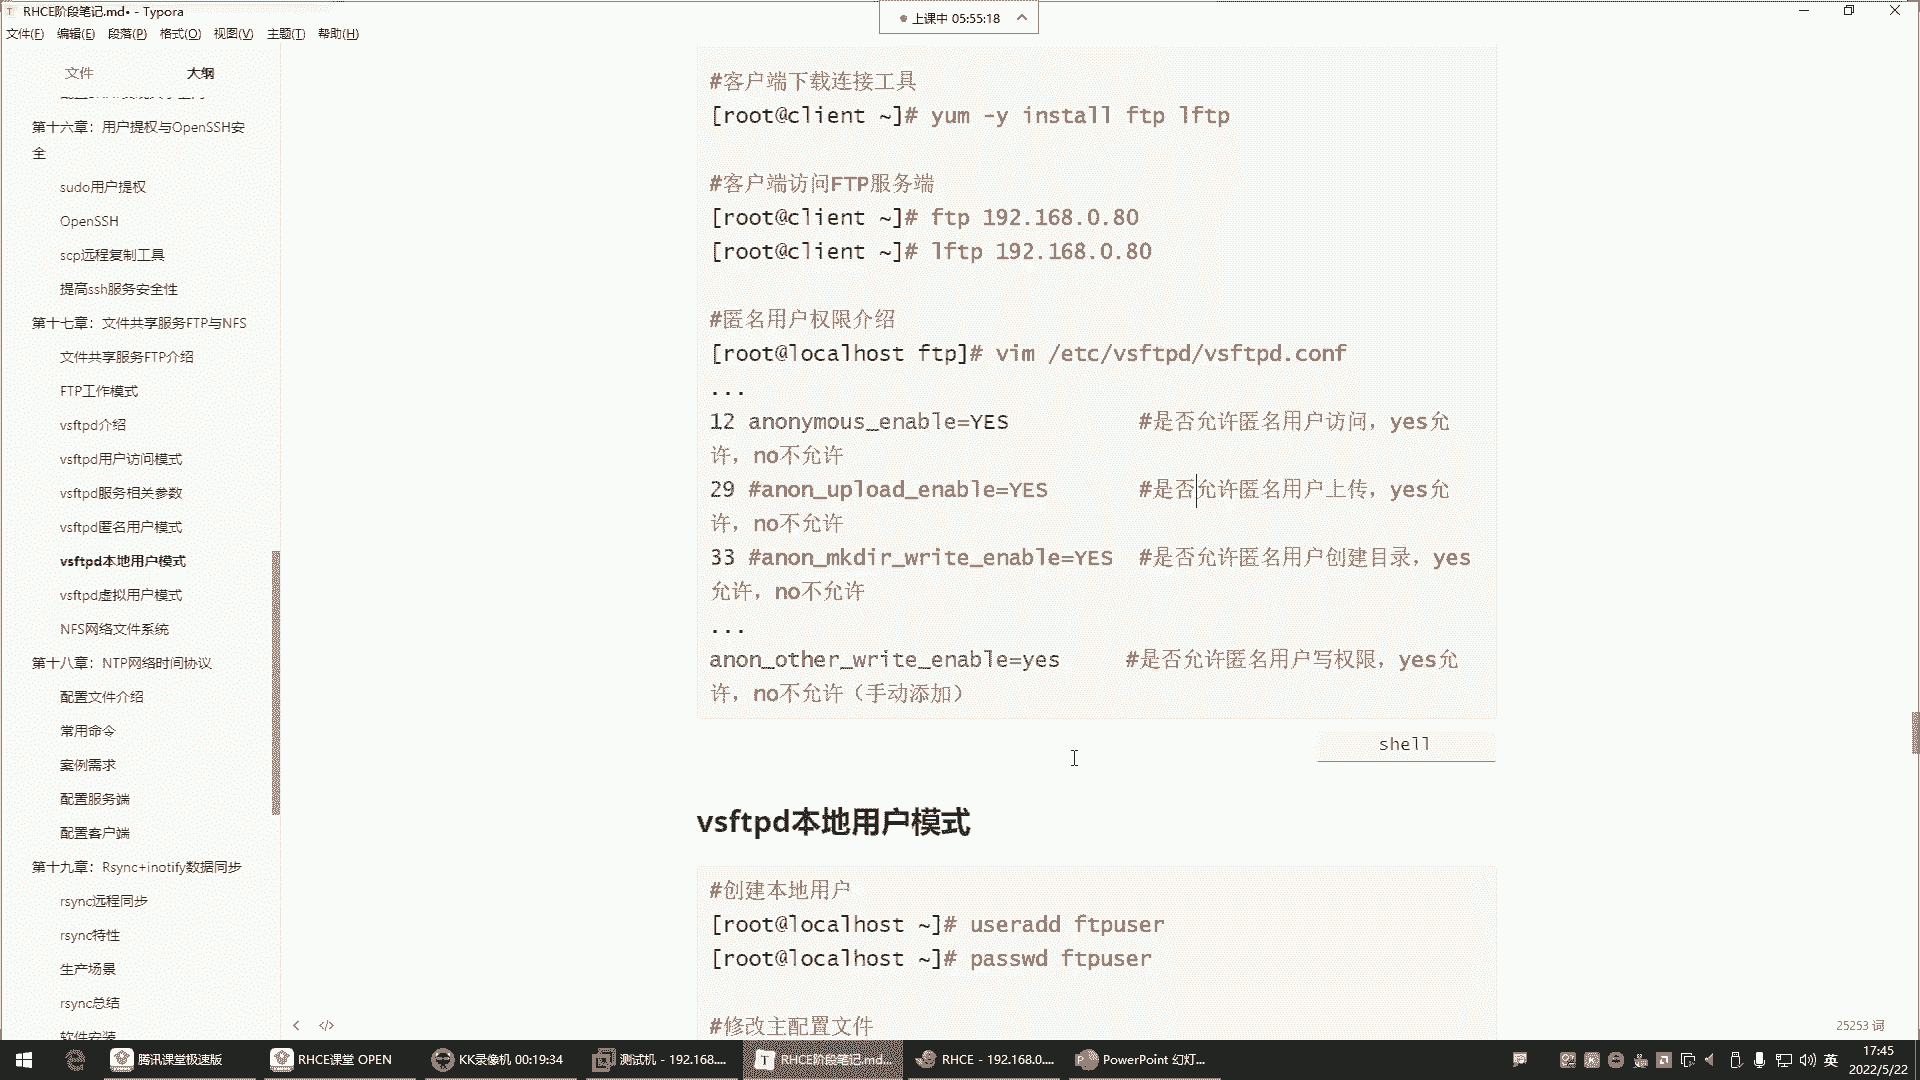 RHCE阶段笔记.md• - Typora
上课中 05:55:18
文件(F) 编辑(E) 段落(P) 格式(O) 视图(V) 主题(T) 帮助(H)
文件 大纲
第十六章：用户提权与OpenSSH安
全
sudo用户提权
OpenSSH
scp远程复制工具
提高ssh服务安全性
第十七章：文件共享服务FTP与NFS
文件共享服务FTP介绍
FTP工作模式
vsftpd介绍
vsftpd用户访问模式
vsftpd服务相关参数
vsftpd匿名用户模式
vsftpd本地用户模式
vsftpd虚拟用户模式
NFS网络文件系统
第十八章：NTP网络时间协议
配置文件介绍
常用命令
案例需求
配置服务端
配置客户端
第十九章：Rsync+inotify数据同步
rsync远程同步
rsync特性
生产场景
rsync总结
软件安装
#客户端下载连接工具
[root@client ~]# yum -y install ftp lftp
#客户端访问FTP服务端
[root@client ~]# ftp 192.168.0.80
[root@client ~]# lftp 192.168.0.80
#匿名用户权限介绍
[root@localhost ftp]# vim /etc/vsftpd/vsftpd.conf
...
12 anonymous_enable=YES #是否允许匿名用户访问，yes允
许，no不允许
29 #anon_upload_enable=YES #是否允许匿名用户上传，yes允
许，no不允许
33 #anon_mkdir_write_enable=YES #是否允许匿名用户创建目录，yes
允许，no不允许
...
anon_other_write_enable=yes #是否允许匿名用户写权限，yes允
许，no不允许（手动添加）
shell
vsftpd本地用户模式
#创建本地用户
[root@localhost ~]# useradd ftpuser
[root@localhost ~]# passwd ftpuser
#修改主配置文件
25253 词
腾讯课堂极速版
RHCE课堂 OPEN
KK录像机 00:19:34
测试机 - 192.168....
RHCE阶段笔记.md...
RHCE - 192.168.0....
PowerPoint 幻灯...
英
17:45
2022/5/22